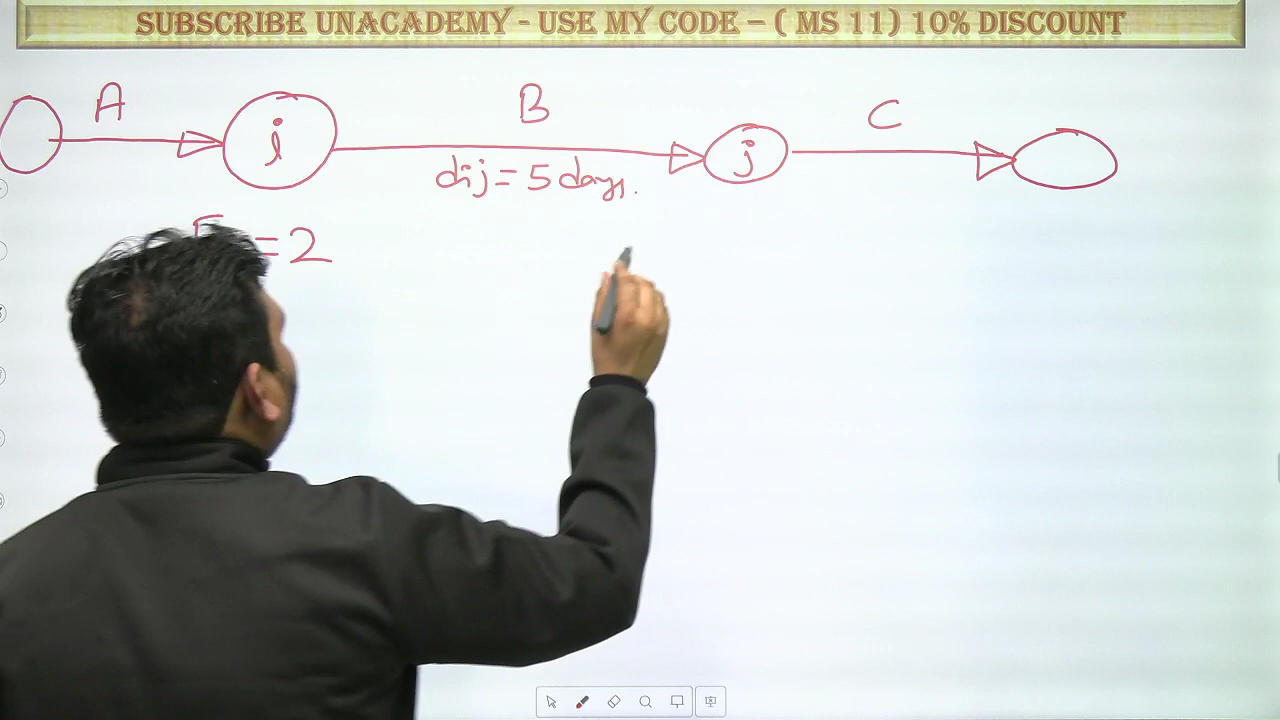 SUBSCRIBE UNACADEMY - USE MY CODE – ( MS 11) 10% DISCOUNT
A B C
i j
dij = 5 days.
= 2